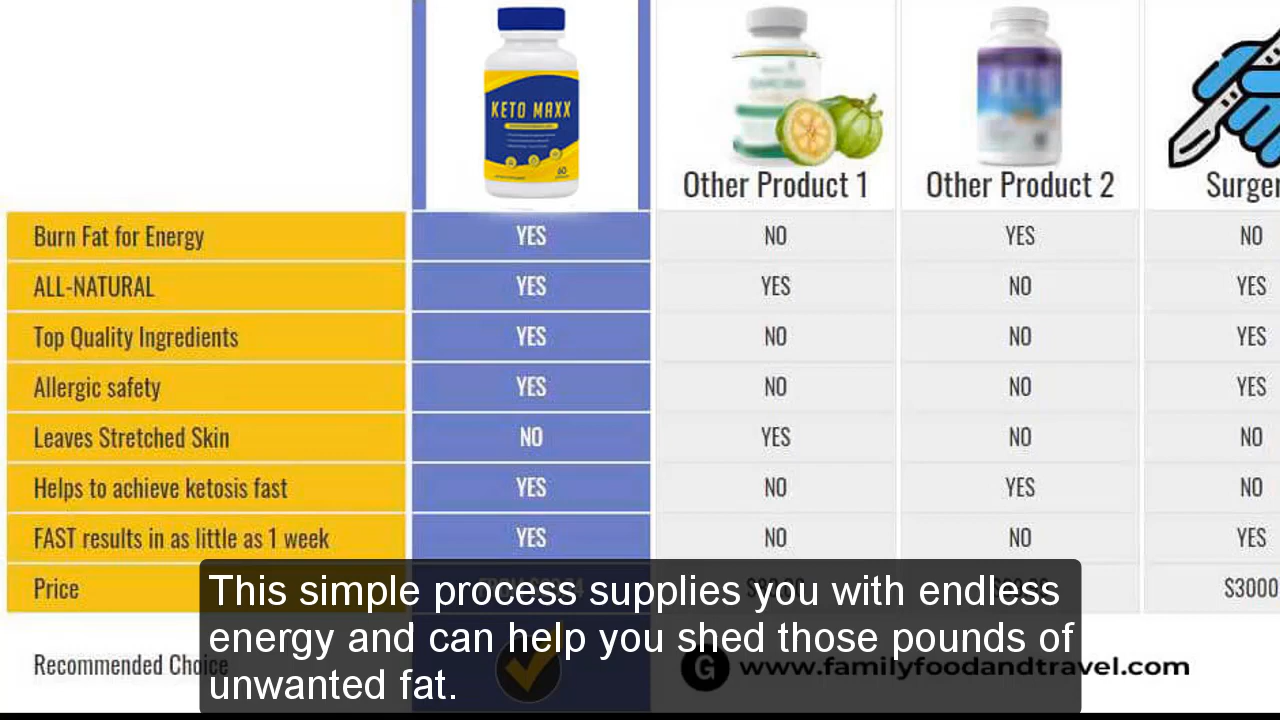 KETO MAXX
60
Other Product 1
Other Product 2
Surger
Burn Fat for Energy YES NO YES NO
ALL-NATURAL YES YES NO YES
Top Quality Ingredients YES NO NO YES
Allergic safety YES NO NO YES
Leaves Stretched Skin NO YES NO NO
Helps to achieve ketosis fast YES NO YES NO
FAST results in as little as 1 week YES NO NO YES
Price $3000
Recommended Choice
G www.familyfoodandtravel.com
This simple process supplies you with endless
energy and can help you shed those pounds of
unwanted fat.